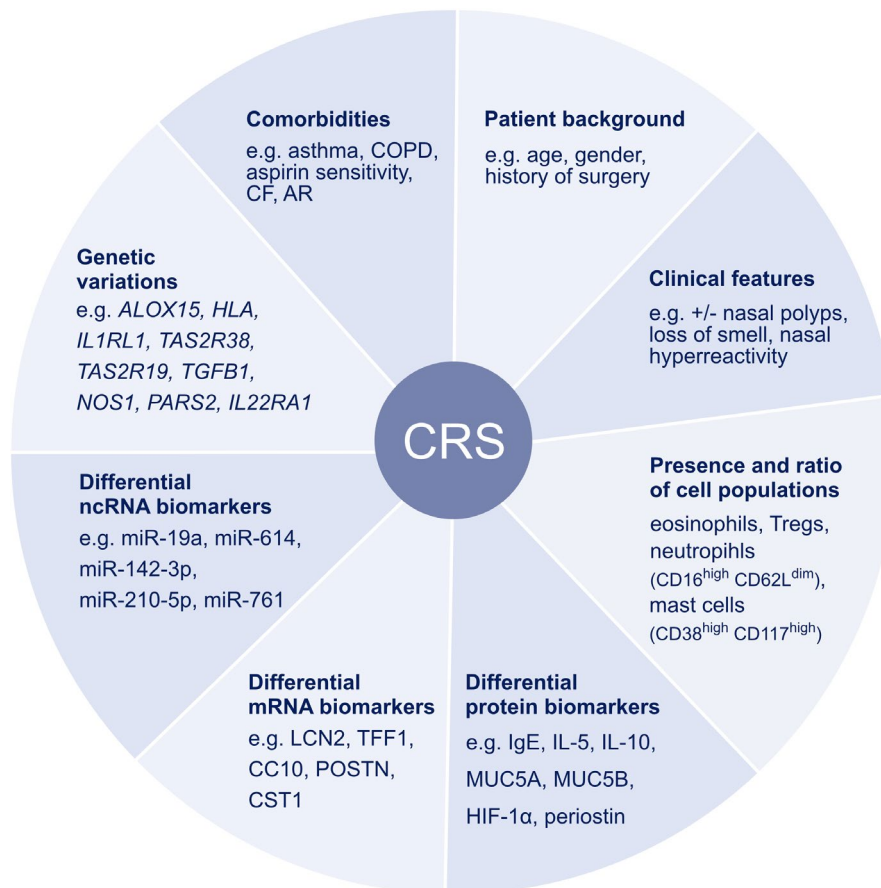 Comorbidities
e.g. asthma, COPD,
aspirin sensitivity,
CF, AR
Patient background
e.g. age, gender,
history of surgery
Clinical features
e.g. +/- nasal polyps,
loss of smell, nasal
hyperreactivity
Genetic
variations
e.g. ALOX15, HLA,
IL1RL1, TAS2R38,
TAS2R19, TGFB1,
NOS1, PARS2, IL22RA1
CRS
Presence and ratio
of cell populations
eosinophils, Tregs,
neutropihls
(CD16high CD62Ldim),
mast cells
(CD38high CD117high)
Differential
ncRNA biomarkers
e.g. miR-19a, miR-614,
miR-142-3p,
miR-210-5p, miR-761
Differential
mRNA biomarkers
e.g. LCN2, TFF1,
CC10, POSTN,
CST1
Differential
protein biomarkers
e.g. IgE, IL-5, IL-10,
MUC5A, MUC5B,
HIF-1α, periostin